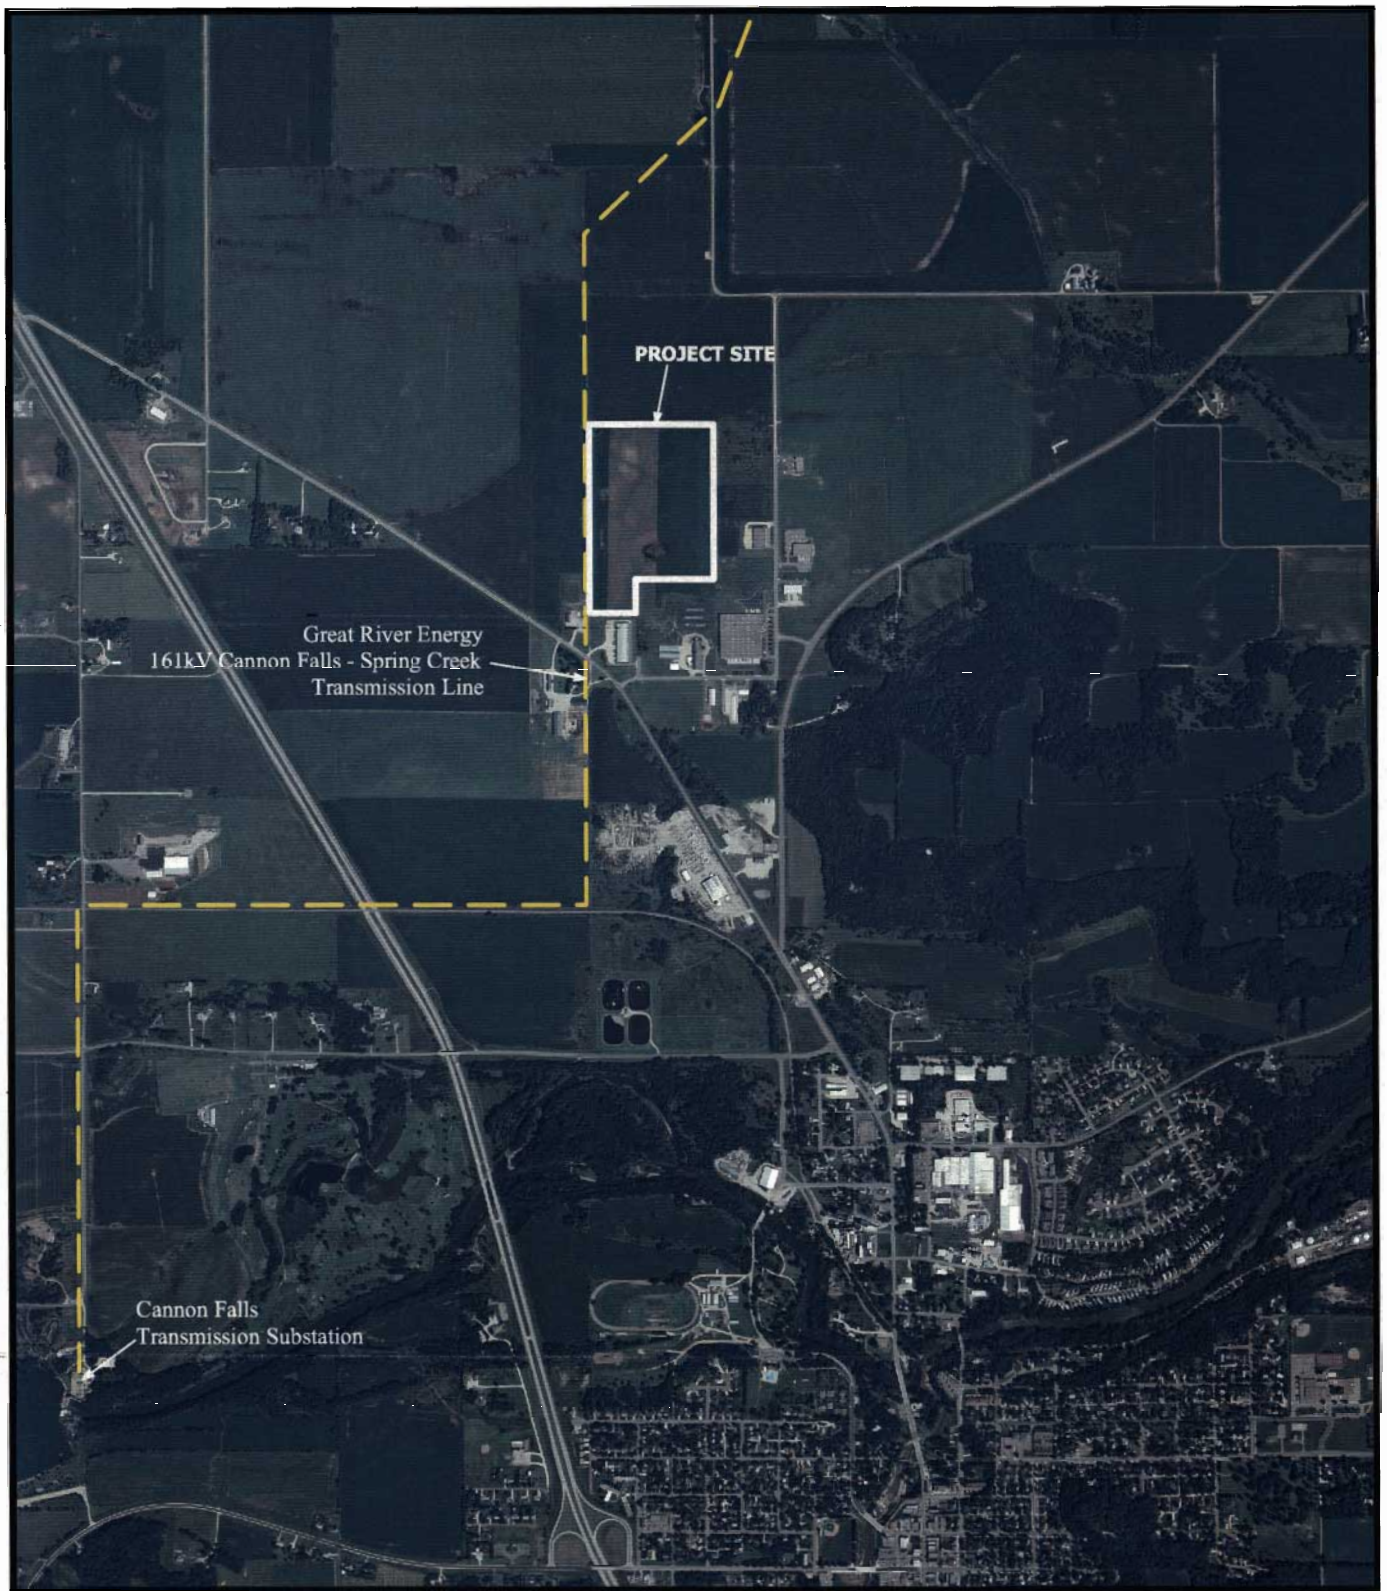 PROJECT SITE
Great River Energy
161kV Cannon Falls - Spring Creek
Transmission Line
Cannon Falls
Transmission Substation